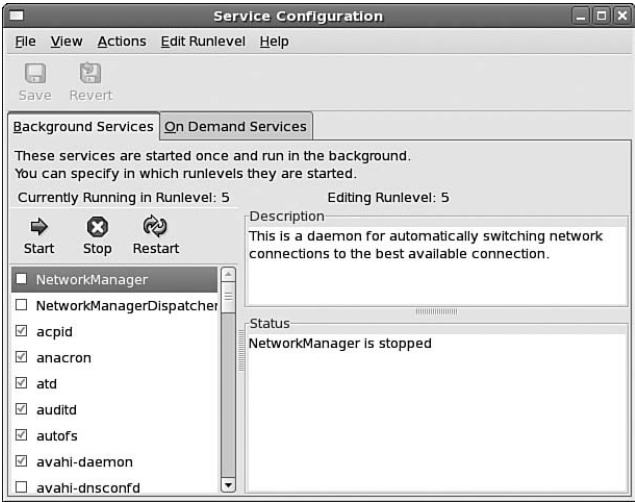 Service Configuration
File View Actions Edit Runlevel Help
Save Revert
Background Services On Demand Services
These services are started once and run in the background.
You can specify in which runlevels they are started.
Currently Running in Runlevel: 5 Editing Runlevel: 5
Start Stop Restart
Description
This is a daemon for automatically switching network
connections to the best available connection.
NetworkManager
NetworkManagerDispatcher
acpid
anacron
atd
auditd
autofs
avahi-daemon
avahi-dnsconfd
Status
NetworkManager is stopped